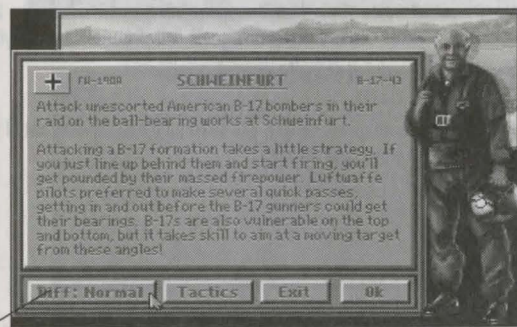 FW-190A SCHWEINFURT 8-17-43
Attack unescorted American B-17 bombers in their
raid on the ball-bearing works at Schweinfurt.
Attacking a B-17 formation takes a little strategy. If
you just line up behind them and start firing, you'll
get pounded by their massed firepower. Luftwaffe
pilots preferred to make several quick passes,
getting in and out before the B-17 gunners could get
their bearings. B-17s are also vulnerable on the top
and bottom, but it takes skill to aim at a moving target
from these angles!
Diff: Normal Tactics Exit Ok